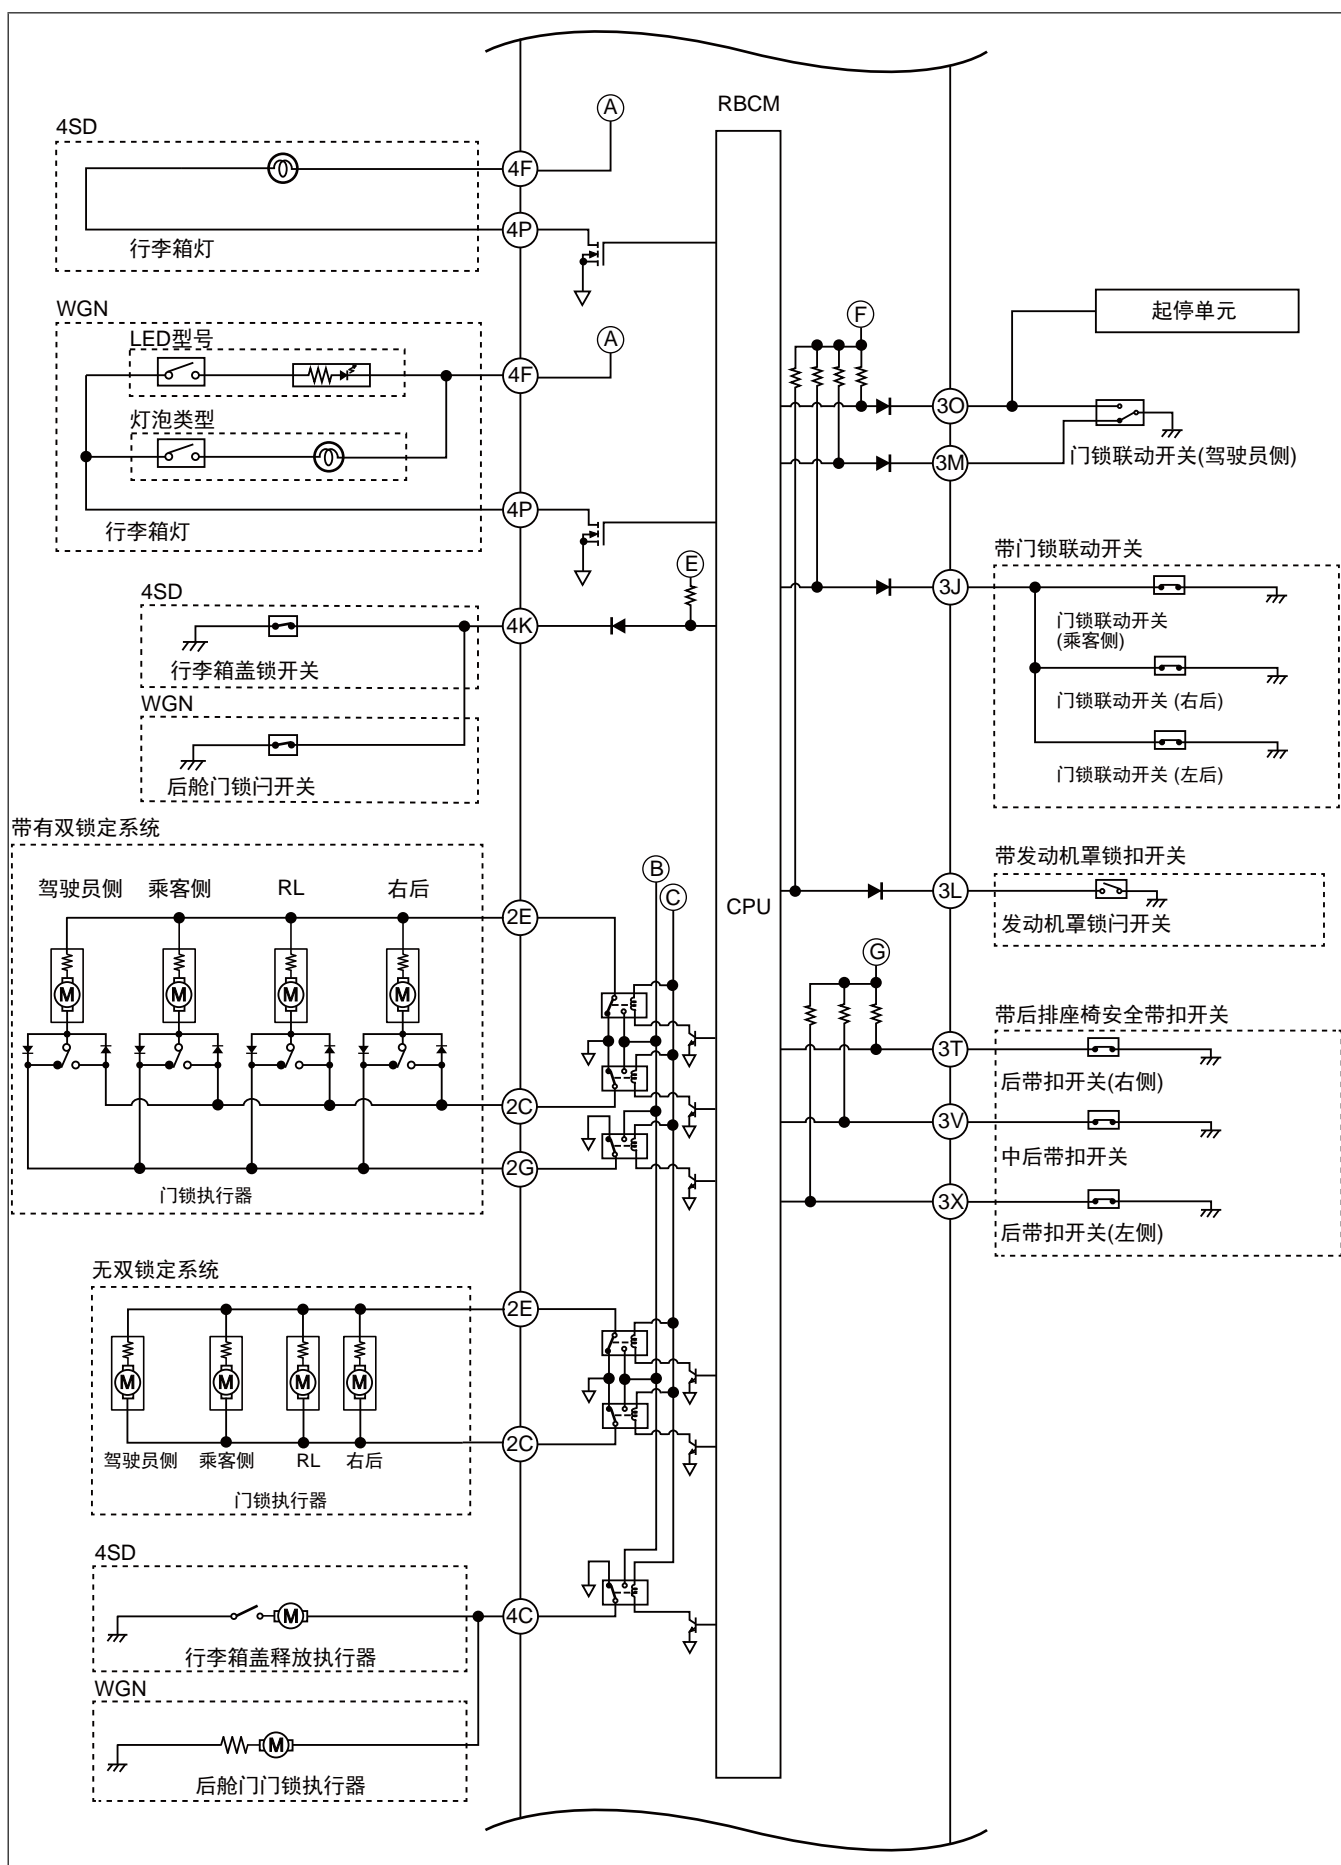 RBCM
A
4SD
4F
4P
行李箱灯
WGN
LED型号
A
4F
灯泡类型
4P
行李箱灯
E
4SD
4K
行李箱盖锁开关
WGN
后舱门锁闩开关
带有双锁定系统
驾驶员侧
乘客侧
RL
右后
B
C
2E
M
M
M
M
2C
2G
门锁执行器
无双锁定系统
2E
M
M
M
M
2C
驾驶员侧
乘客侧
RL
右后
门锁执行器
4SD
M
4C
行李箱盖释放执行器
WGN
M
后舱门门锁执行器
CPU
F
起停单元
3O
3M
门锁联动开关(驾驶员侧)
带门锁联动开关
3J
门锁联动开关
(乘客侧)
门锁联动开关 (右后)
门锁联动开关 (左后)
带发动机罩锁扣开关
3L
发动机罩锁闩开关
G
带后排座椅安全带扣开关
3T
后带扣开关(右侧)
3V
中后带扣开关
3X
后带扣开关(左侧)